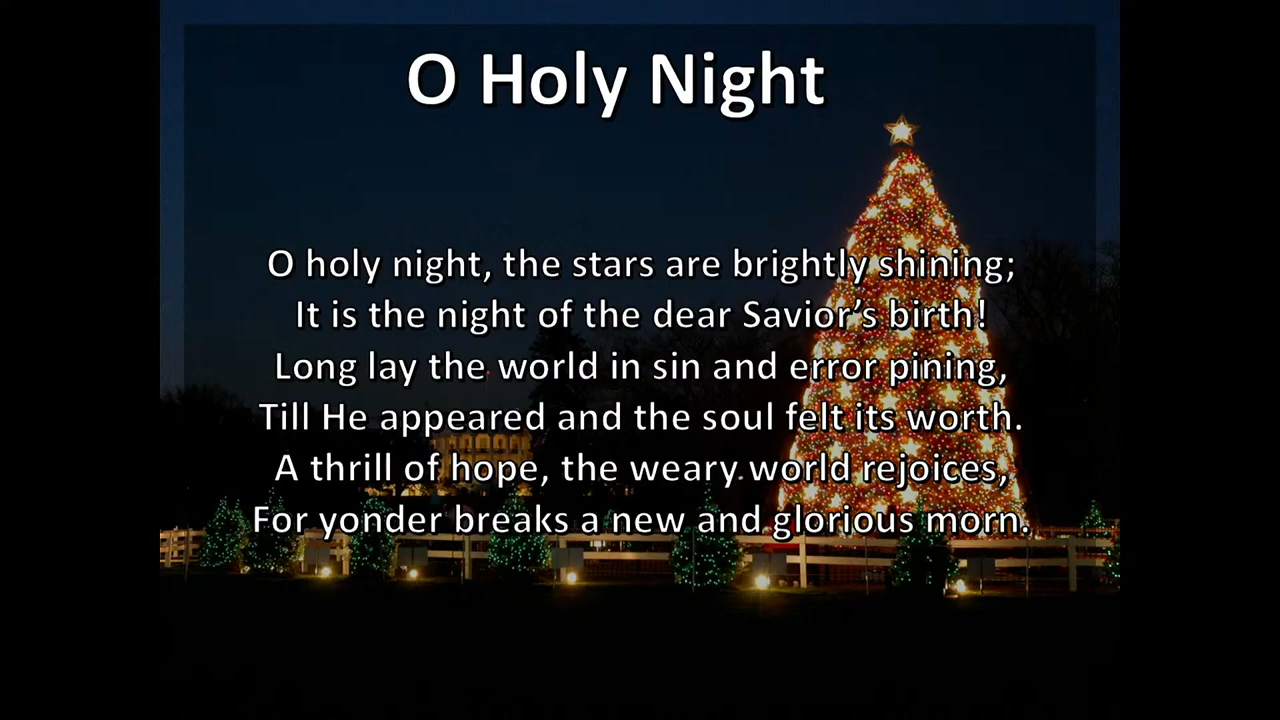 O Holy Night
O holy night, the stars are brightly shining;
It is the night of the dear Savior’s birth!
Long lay the world in sin and error pining,
Till He appeared and the soul felt its worth.
A thrill of hope, the weary world rejoices,
For yonder breaks a new and glorious morn.